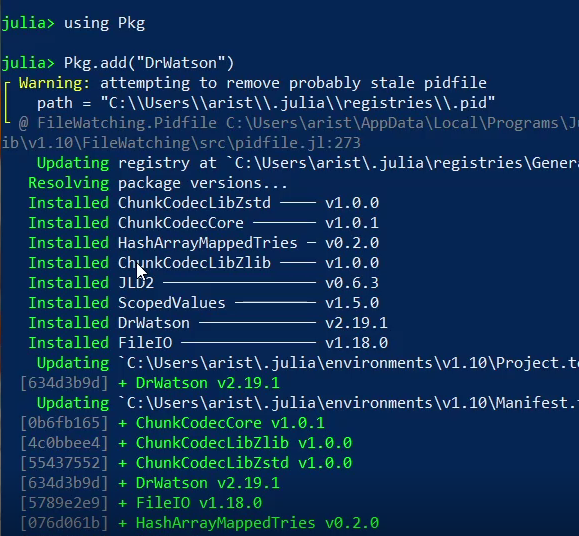 julia> using Pkg
julia> Pkg.add("DrWatson")
Warning: attempting to remove probably stale pidfile
path = "C:\\Users\\arist\\.julia\\registries\\.pid"
@ FileWatching.Pidfile C:\Users\arist\AppData\Local\Programs\Ju
ib\v1.10\FileWatching\src\pidfile.jl:273
Updating registry at `C:\Users\arist\.julia\registries\Genera
Resolving package versions...
Installed ChunkCodecLibZstd ──── v1.0.0
Installed ChunkCodecCore ─────── v1.0.1
Installed HashArrayMappedTries ─ v0.2.0
Installed ChunkCodecLibZlib ──── v1.0.0
Installed JLD2 ───────────────── v0.6.3
Installed ScopedValues ───────── v1.5.0
Installed DrWatson ───────────── v2.19.1
Installed FileIO ─────────────── v1.18.0
Updating `C:\Users\arist\.julia\environments\v1.10\Project.to
[634d3b9d] + DrWatson v2.19.1
Updating `C:\Users\arist\.julia\environments\v1.10\Manifest.t
[0b6fb165] + ChunkCodecCore v1.0.1
[4c0bbee4] + ChunkCodecLibZlib v1.0.0
[55437552] + ChunkCodecLibZstd v1.0.0
[634d3b9d] + DrWatson v2.19.1
[5789e2e9] + FileIO v1.18.0
[076d061b] + HashArrayMappedTries v0.2.0